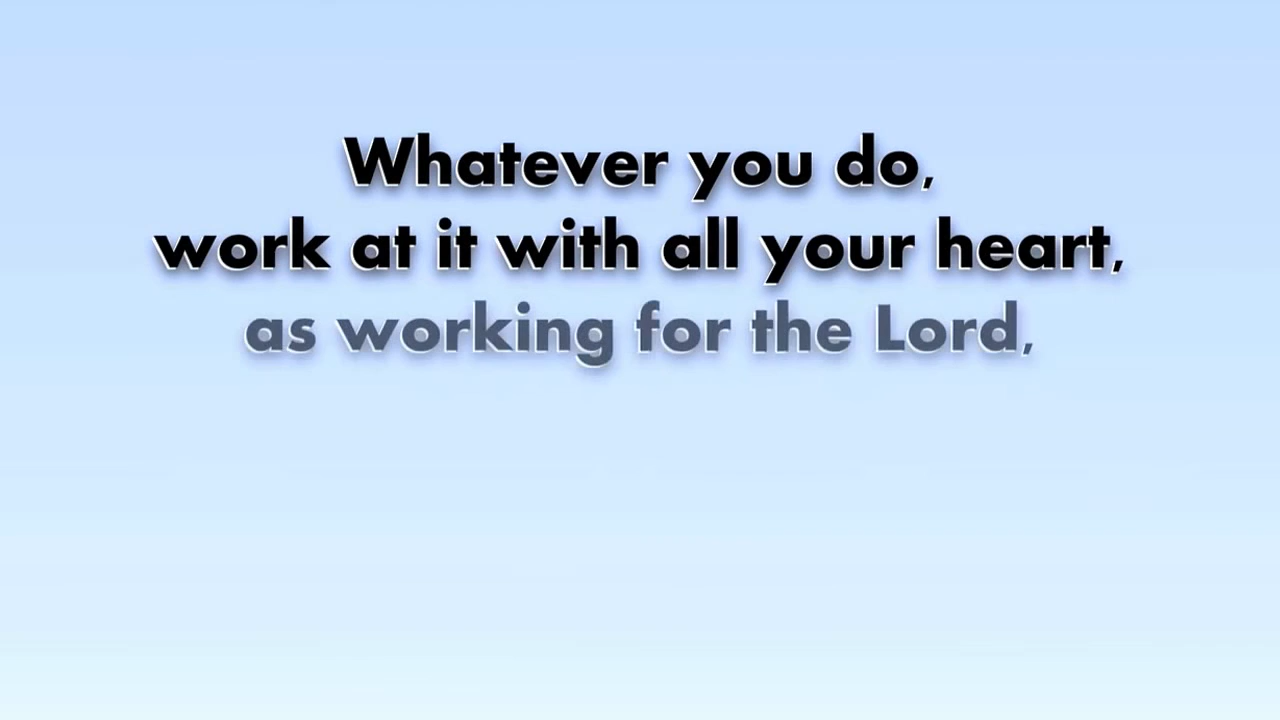 Whatever you do,
work at it with all your heart,
as working for the Lord,